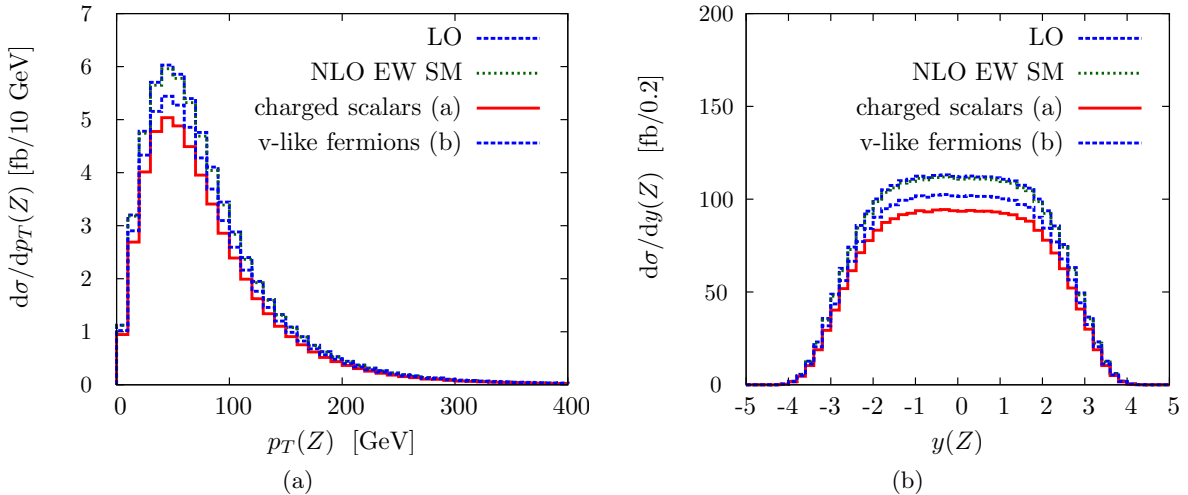 7
6
5
4
3
2
1
0
dσ/dp_T(Z) [fb/10 GeV]
LO
NLO EW SM
charged scalars (a)
v-like fermions (b)
0 100 200 300 400
p_T(Z) [GeV]
(a)
200
150
100
50
0
dσ/dy(Z) [fb/0.2]
LO
NLO EW SM
charged scalars (a)
v-like fermions (b)
-5 -4 -3 -2 -1 0 1 2 3 4 5
y(Z)
(b)